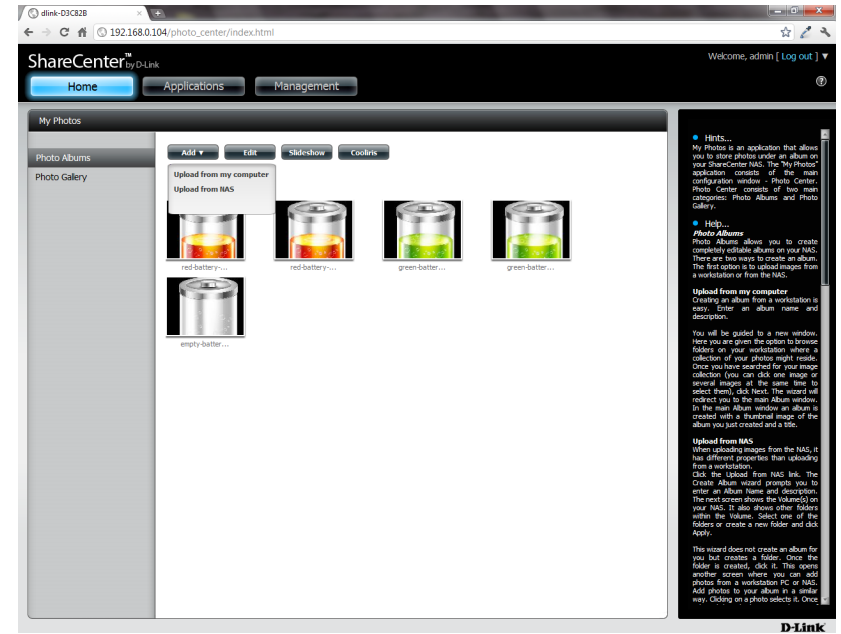 dlink-D3C82B
192.168.0.104/photo_center/index.html
ShareCenter™ by D-Link
Welcome, admin [ Log out ] ▼
Home
Applications
Management
My Photos
Photo Albums
Photo Gallery
Add ▼
Edit
Slideshow
Cooliris
Upload from my computer
Upload from NAS
red-battery-...
red-battery-...
green-batter...
green-batter...
empty-batter...
Hints...
My Photos is an application that allows
you to store photos under an album on
your ShareCenter NAS. The "My Photos"
application consists of the main
configuration window - Photo Center.
Photo Center consists of two main
categories: Photo Albums and Photo
Gallery.
Help...
Photo Albums
Photo Albums allows you to create
completely editable albums on your NAS.
There are two ways to create an album.
The first option is to upload images from
a workstation or from the NAS.
Upload from my computer
Creating an album from a workstation is
easy. Enter an album name and
description.
You will be guided to a new window.
Here you are given the option to browse
folders on your workstation where a
collection of your photos might reside.
Once you have searched for your image
collection (you can click one image or
several images at the same time to
select them), click Next. The wizard will
redirect you to the main Album window.
In the main Album window an album is
created with a thumbnail image of the
album you just created and a title.
Upload from NAS
When uploading images from the NAS, it
has different properties than uploading
from a workstation.
Click the Upload from NAS link. The
Create Album wizard prompts you to
enter an Album Name and description.
The next screen shows the Volume(s) on
your NAS. It also shows other folders
within the Volume. Select one of the
folders or create a new folder and click
Apply.
This wizard does not create an album for
you but creates a folder. Once the
folder is created, click it. This opens
another screen where you can add
photos from a workstation PC or NAS.
Add photos to your album in a similar
way. Clicking on a photo selects it. Once
D-Link